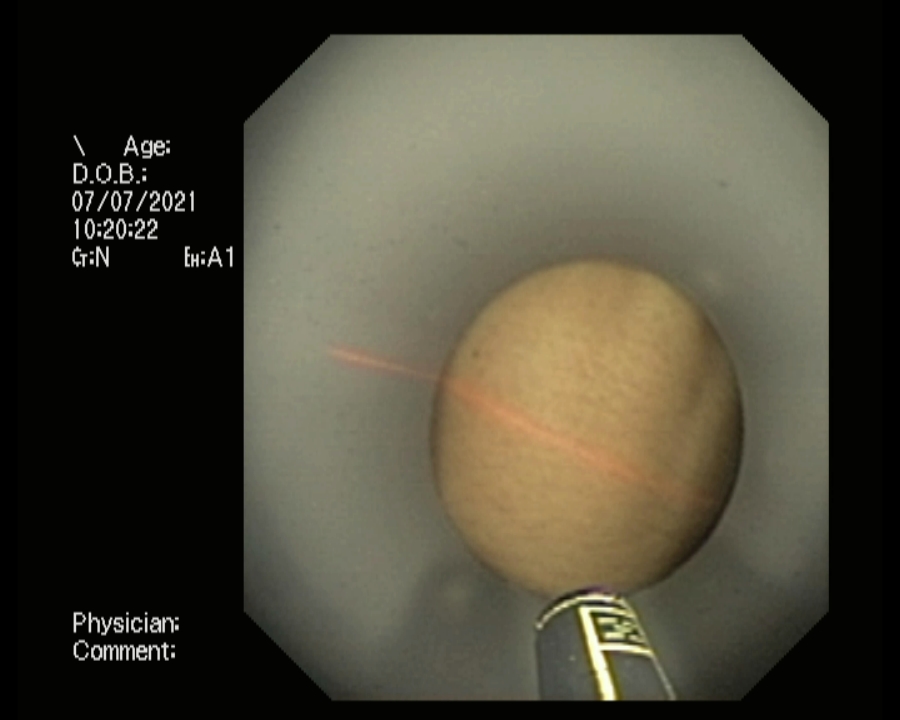 \ Age:
D.O.B.:
07/07/2021
10:20:22
Cr:N Eh:A1
Physician:
Comment: